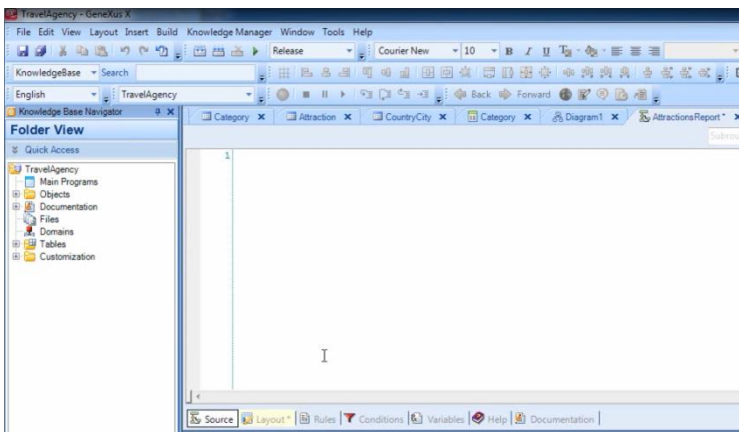 TravelAgency - GeneXus X
File Edit View Layout Insert Build Knowledge Manager Window Tools Help
Release Courier New 10 B I U
KnowledgeBase Search
English TravelAgency Back Forward
Knowledge Base Navigator Category Attraction CountryCity Category Diagram1 AttractionsReport*
Folder View
Quick Access
1
TravelAgency
Main Programs
Objects
Documentation
Files
Domains
Tables
Customization
Source Layout * Rules Conditions Variables Help Documentation